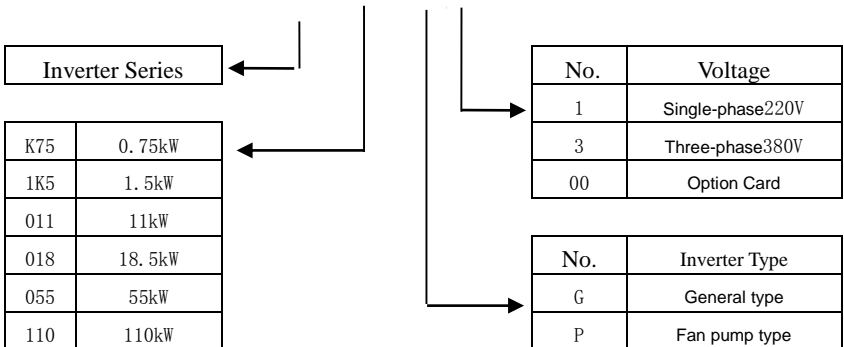 Inverter Series
K75 0.75kW
1K5 1.5kW
011 11kW
018 18.5kW
055 55kW
110 110kW
No. Voltage
1 Single-phase220V
3 Three-phase380V
00 Option Card
No. Inverter Type
G General type
P Fan pump type